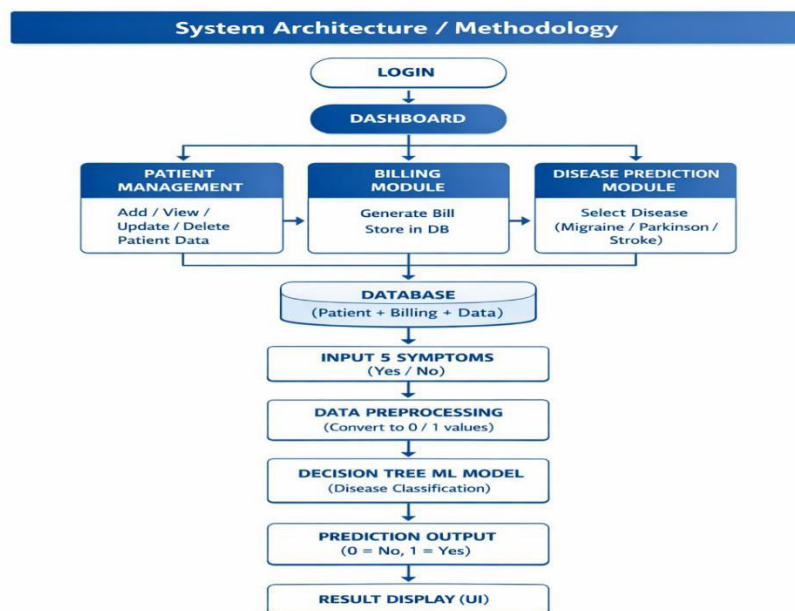 System Architecture / Methodology
LOGIN
DASHBOARD
PATIENT
MANAGEMENT
Add / View /
Update / Delete
Patient Data
BILLING
MODULE
Generate Bill
Store in DB
DISEASE PREDICTION
MODULE
Select Disease
(Migraine / Parkinson /
Stroke)
DATABASE
(Patient + Billing + Data)
INPUT 5 SYMPTOMS
(Yes / No)
DATA PREPROCESSING
(Convert to 0 / 1 values)
DECISION TREE ML MODEL
(Disease Classification)
PREDICTION OUTPUT
(0 = No, 1 = Yes)
RESULT DISPLAY (UI)